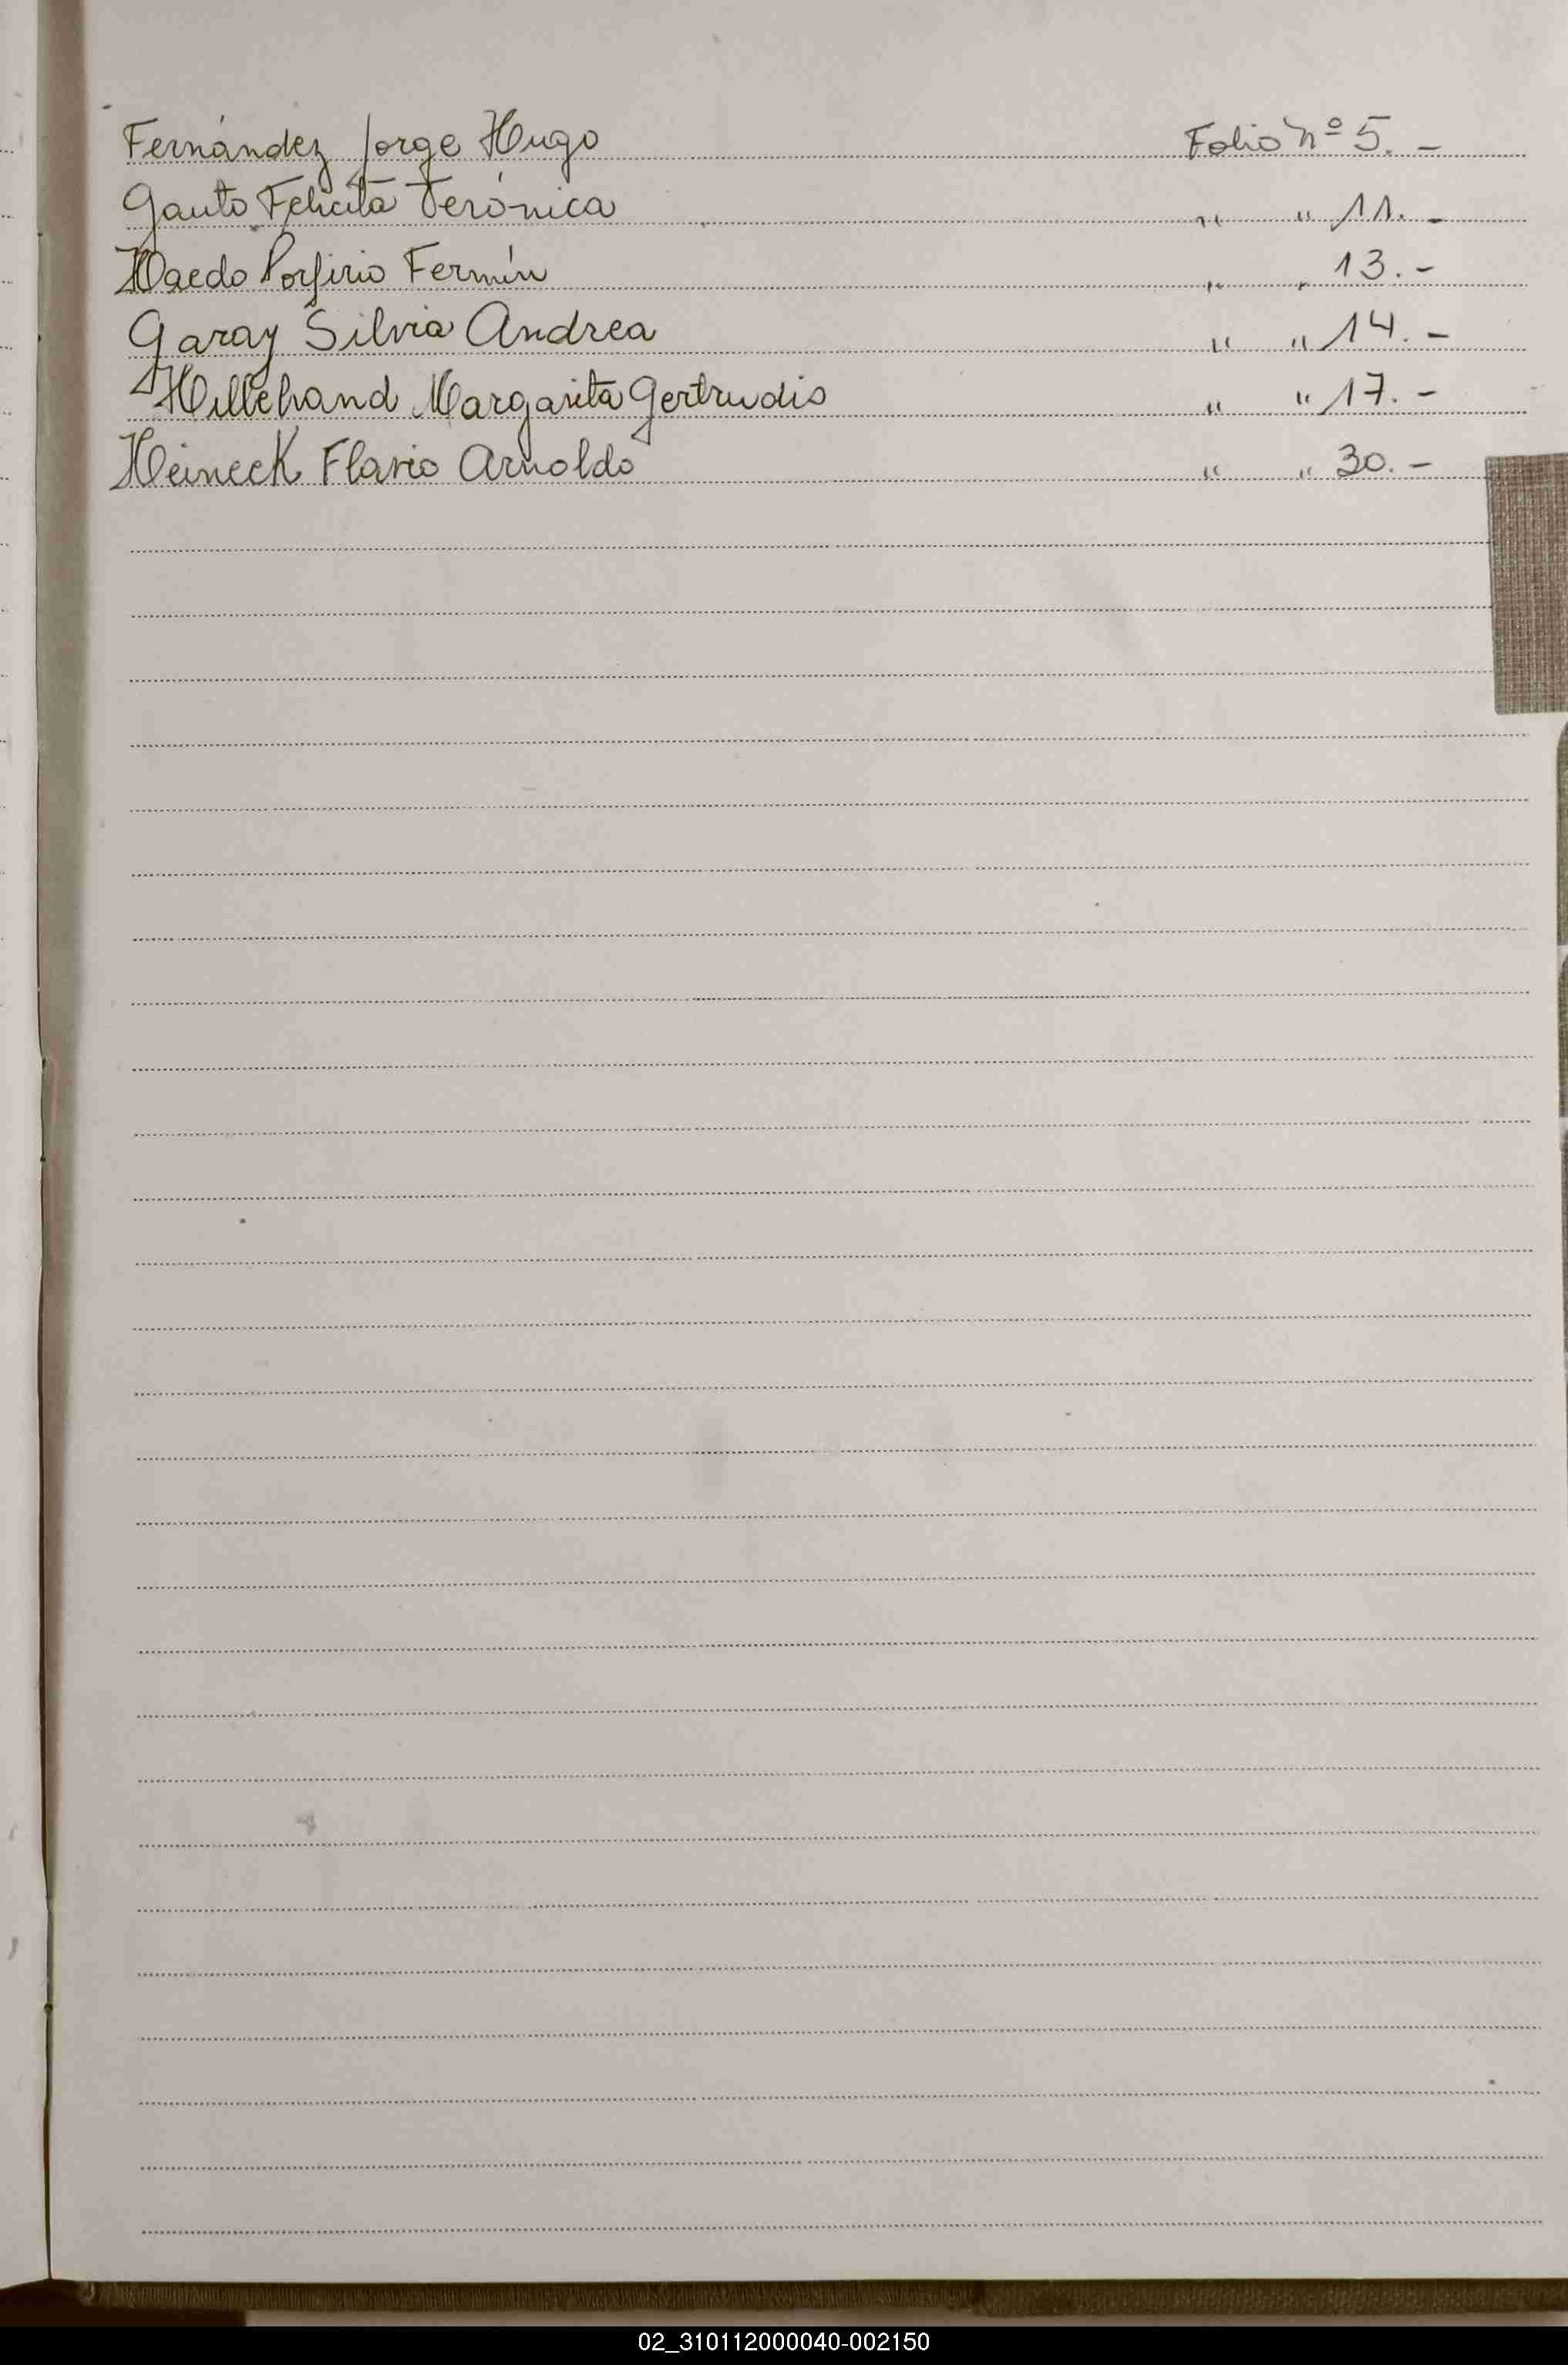 Fernández Jorge Hugo Folio Nº 5. -
Gauto Felicita Verónica " " 11. -
Haedo Porfirio Fermín " " 13. -
Garay Silvia Andrea " " 14. -
Hillebrand Margarita Gertrudis " " 17. -
Heineck Flavio Arnoldo " " 30. -
02_310112000040-002150